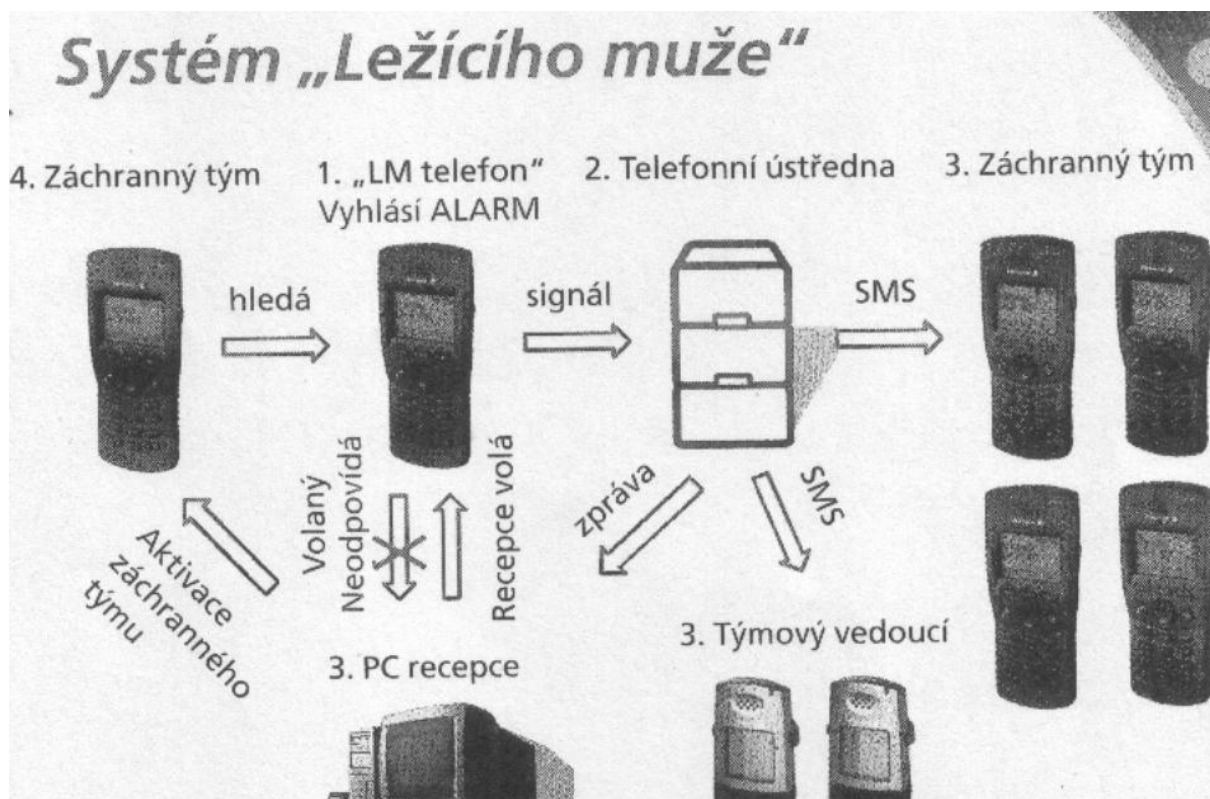 Systém „Ležícího muže“
4. Záchranný tým
1. „LM telefon“
Vyhlásí ALARM
2. Telefonní ústředna
3. Záchranný tým
hledá
signál
SMS
Volaný
Neodpovídá
Recepce volá
zpráva
SMS
Aktivace
záchranného
týmu
3. PC recepce
3. Týmový vedoucí